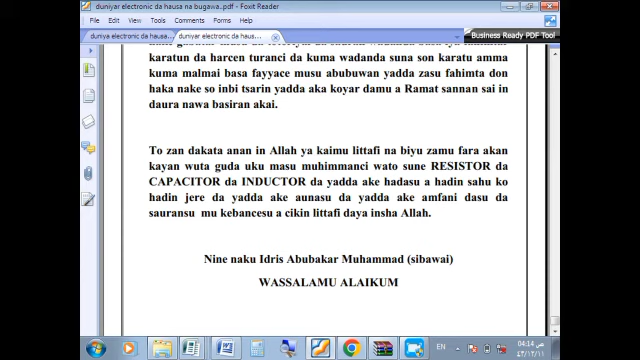 duniyar electronic da hausa na bugawa..pdf - Foxit Reader
File Edit View Tools Comments Forms Help
Business Ready PDF Tool
duniya electronic da hausa...
duniyar electronic da hausa...
karatun da harcen turanci da kuma wadanda suna son karatu amma
kuma malmai basa fayyace musu abubuwan yadda zasu fahimta don
haka nake so inbi tsarin yadda aka koyar damu a Ramat sannan sai in
daura nawa basiran akai.
To zan dakata anan in Allah ya kaimu littafi na biyu zamu fara akan
kayan wuta guda uku masu muhimmanci wato sune RESISTOR da
CAPACITOR da INDUCTOR da yadda ake hadasu a hadin sahu ko
hadin jere da yadda ake aunasu da yadda ake amfani dasu da
sauransu mu kebancesu a cikin littafi daya insha Allah.
Nine naku Idris Abubakar Muhammad (sibawai)
WASSALAMU ALAIKUM
EN
04:14 ص